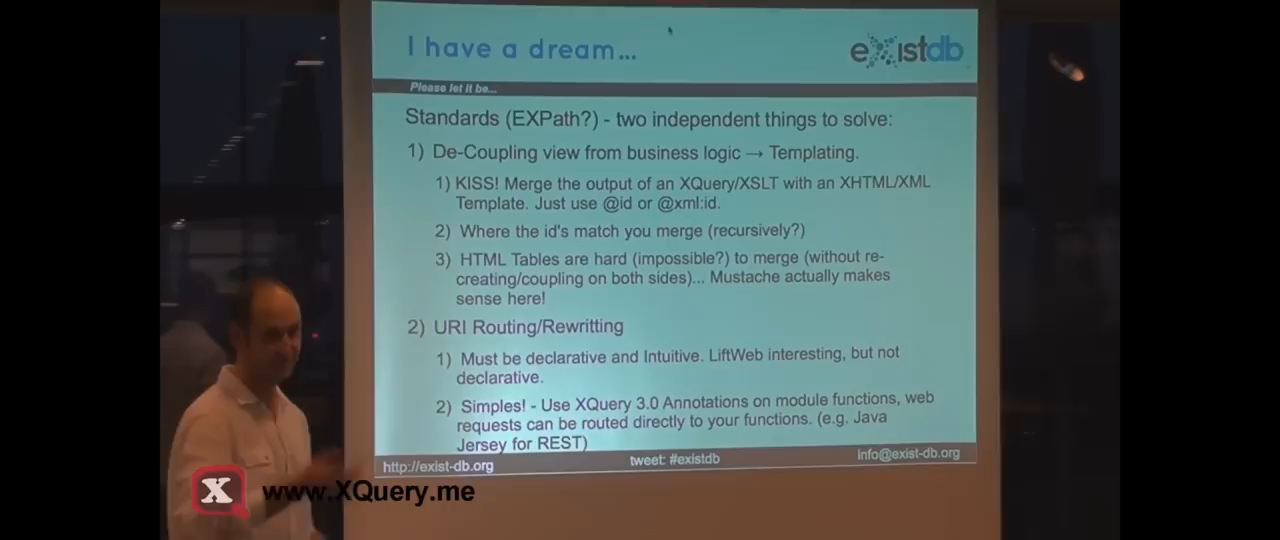 I have a dream...
eXistdb
Please let it be...
Standards (EXPath?) - two independent things to solve:
1) De-Coupling view from business logic → Templating.
1) KISS! Merge the output of an XQuery/XSLT with an XHTML/XML
Template. Just use @id or @xml:id.
2) Where the id's match you merge (recursively?)
3) HTML Tables are hard (impossible?) to merge (without re-
creating/coupling on both sides)... Mustache actually makes
sense here!
2) URI Routing/Rewritting
1) Must be declarative and Intuitive. LiftWeb interesting, but not
declarative.
2) Simples! - Use XQuery 3.0 Annotations on module functions, web
requests can be routed directly to your functions. (e.g. Java
Jersey for REST)
http://exist-db.org
tweet: #existdb
info@exist-db.org
X www.XQuery.me